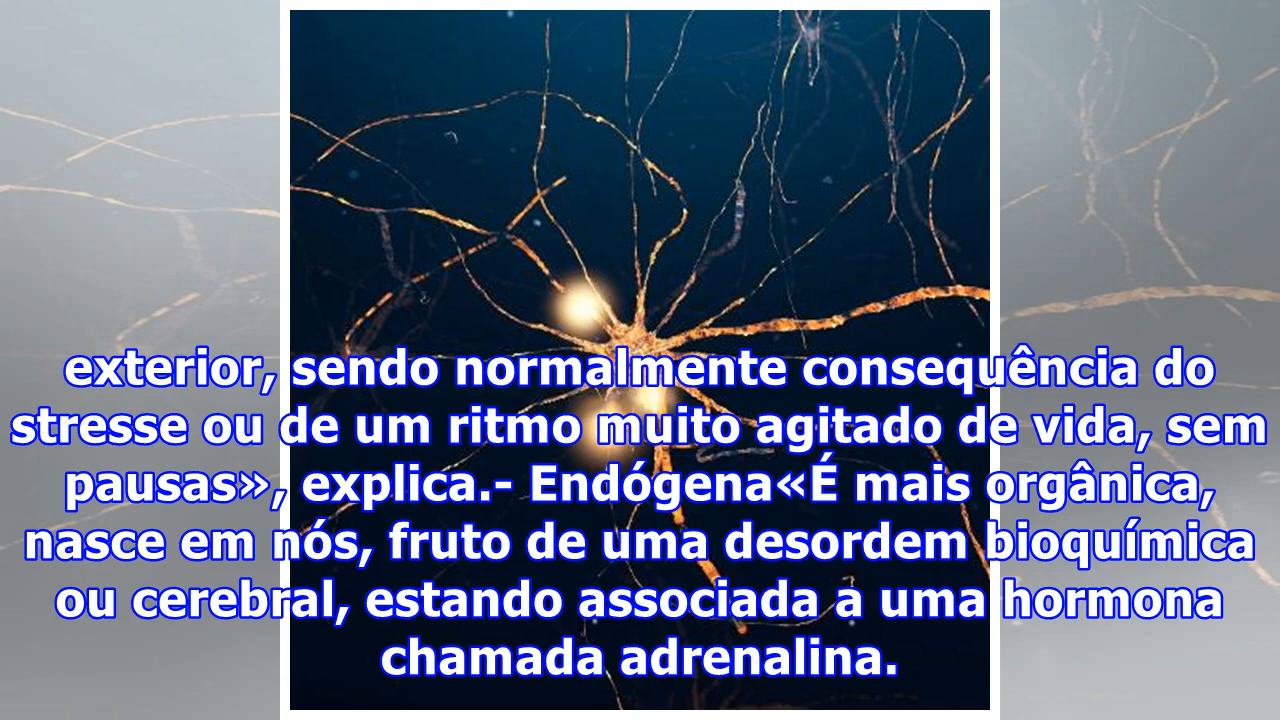 exterior, sendo normalmente consequência do
stresse ou de um ritmo muito agitado de vida, sem
pausas», explica.- Endógena«É mais orgânica,
nasce em nós, fruto de uma desordem bioquímica
ou cerebral, estando associada a uma hormona
chamada adrenalina.